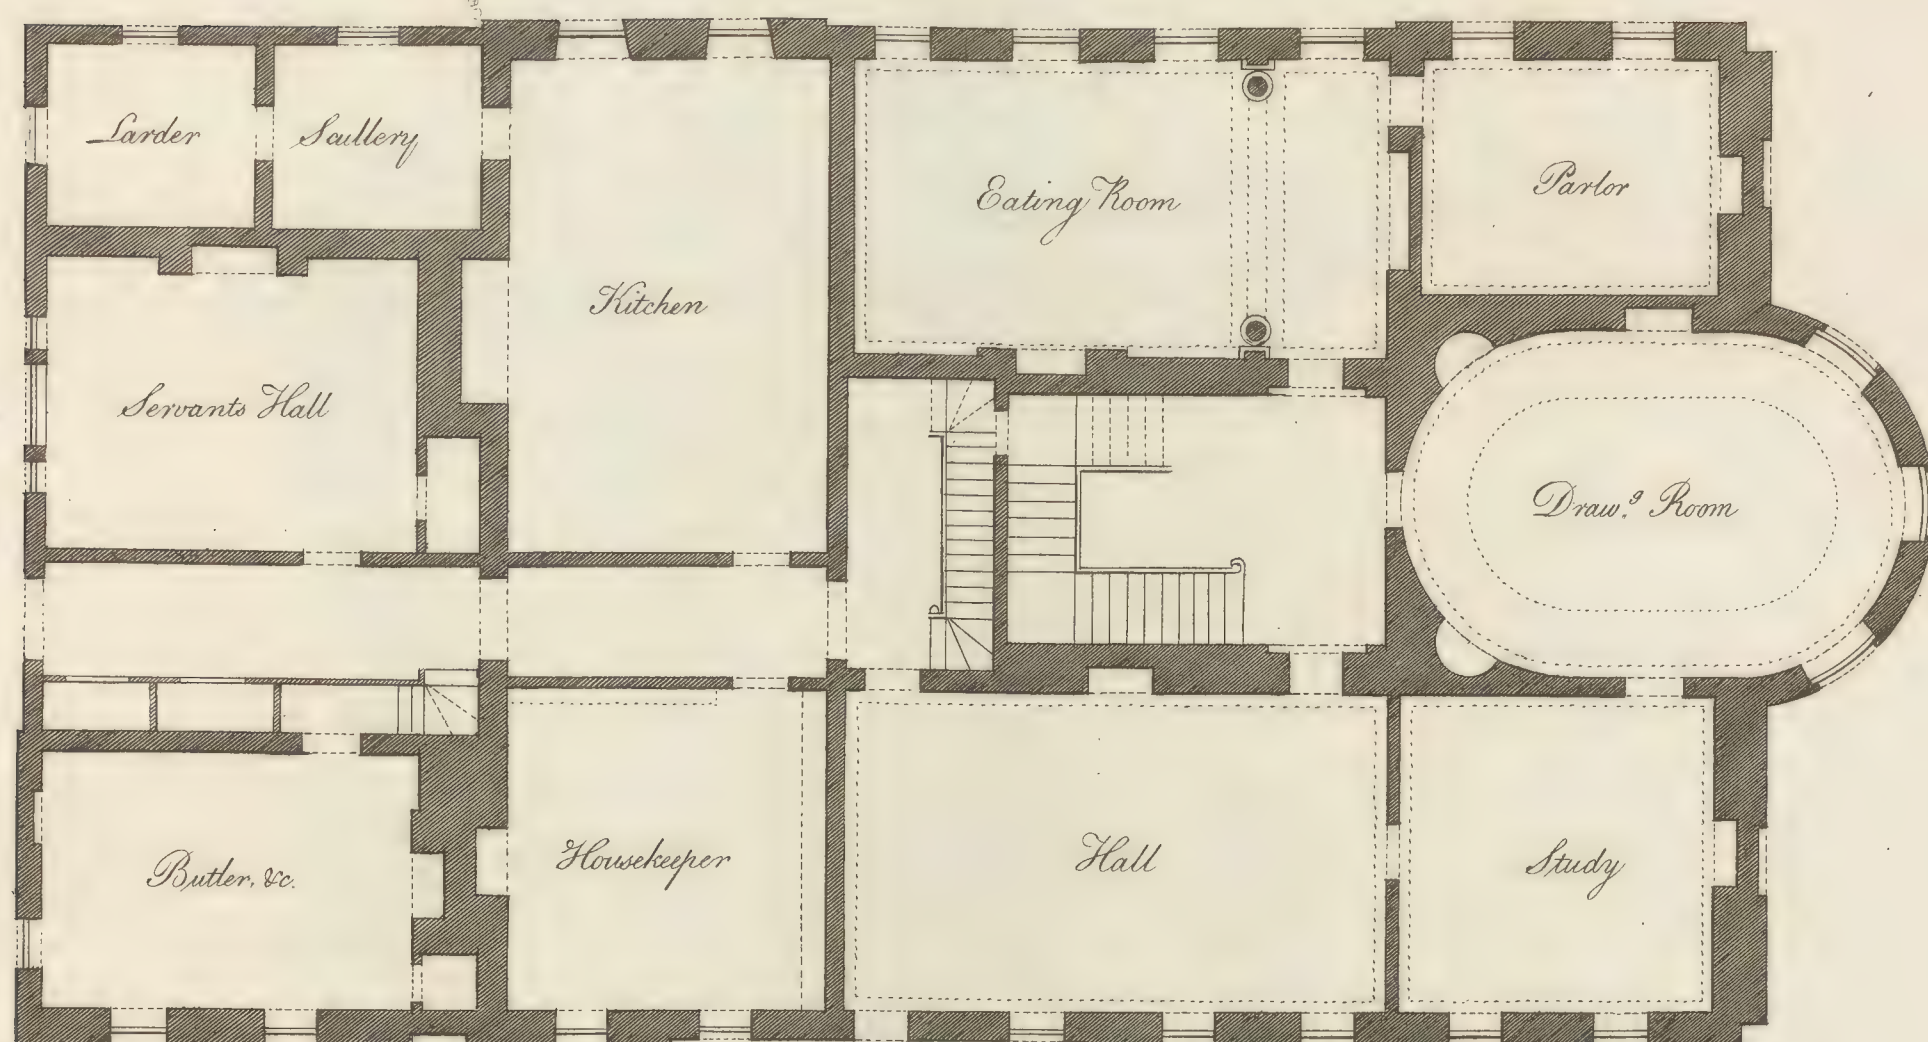 Larder
Scullery
Kitchen
Eating Room
Parlor
Servants Hall
Draw.g Room
Butler, &c.
Housekeeper
Hall
Study